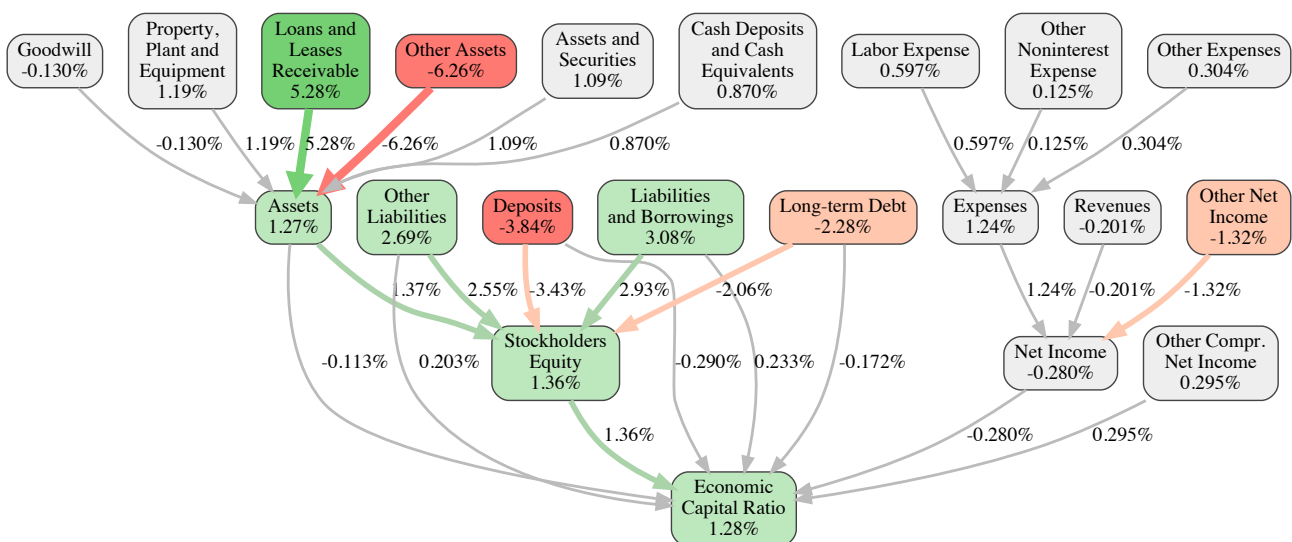 Goodwill
-0.130%
Property,
Plant and
Equipment
1.19%
Loans and
Leases
Receivable
5.28%
Other Assets
-6.26%
Assets and
Securities
1.09%
Cash Deposits
and Cash
Equivalents
0.870%
Labor Expense
0.597%
Other
Noninterest
Expense
0.125%
Other Expenses
0.304%
-0.130%
1.19%
5.28%
-6.26%
1.09%
0.870%
0.597%
0.125%
0.304%
Assets
1.27%
Other
Liabilities
2.69%
Deposits
-3.84%
Liabilities
and Borrowings
3.08%
Long-term Debt
-2.28%
Expenses
1.24%
Revenues
-0.201%
Other Net
Income
-1.32%
1.37%
2.55%
-3.43%
2.93%
-2.06%
1.24%
-0.201%
-1.32%
Stockholders
Equity
1.36%
Net Income
-0.280%
Other Compr.
Net Income
0.295%
-0.113%
0.203%
-0.290%
0.233%
-0.172%
1.36%
-0.280%
0.295%
Economic
Capital Ratio
1.28%